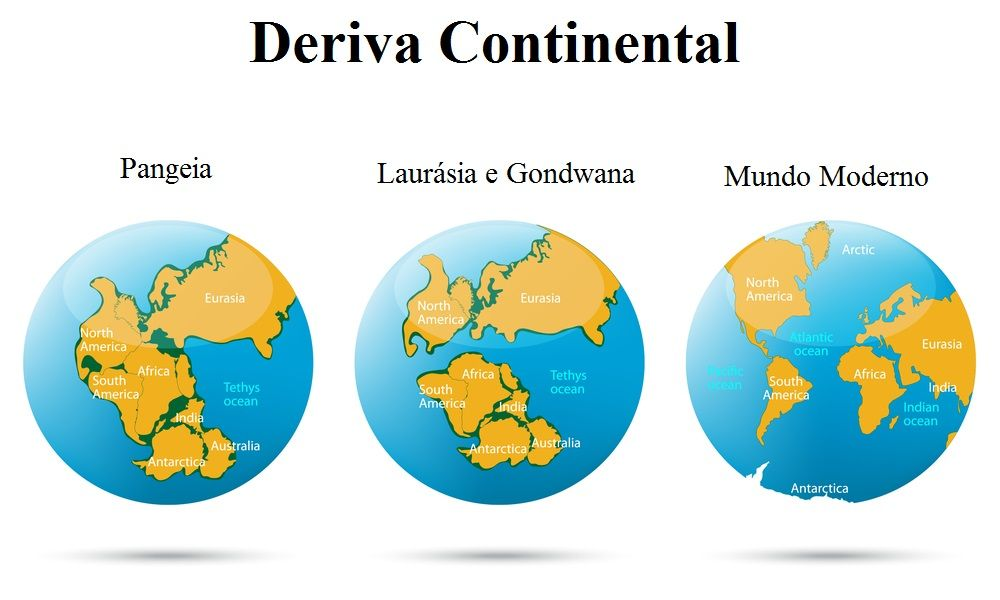 Deriva Continental
Pangeia
Laurásia e Gondwana
Mundo Moderno
Eurasia
North
America
Africa
South
America
Tethys
ocean
India
Australia
Antarctica
Eurasia
North
America
Africa
South
America
Tethys
ocean
India
Antarctica
Australia
Arctic
North
America
Atlantic
ocean
Eurasia
Pacific
ocean
South
America
Africa
India
Indian
ocean
Antarctica